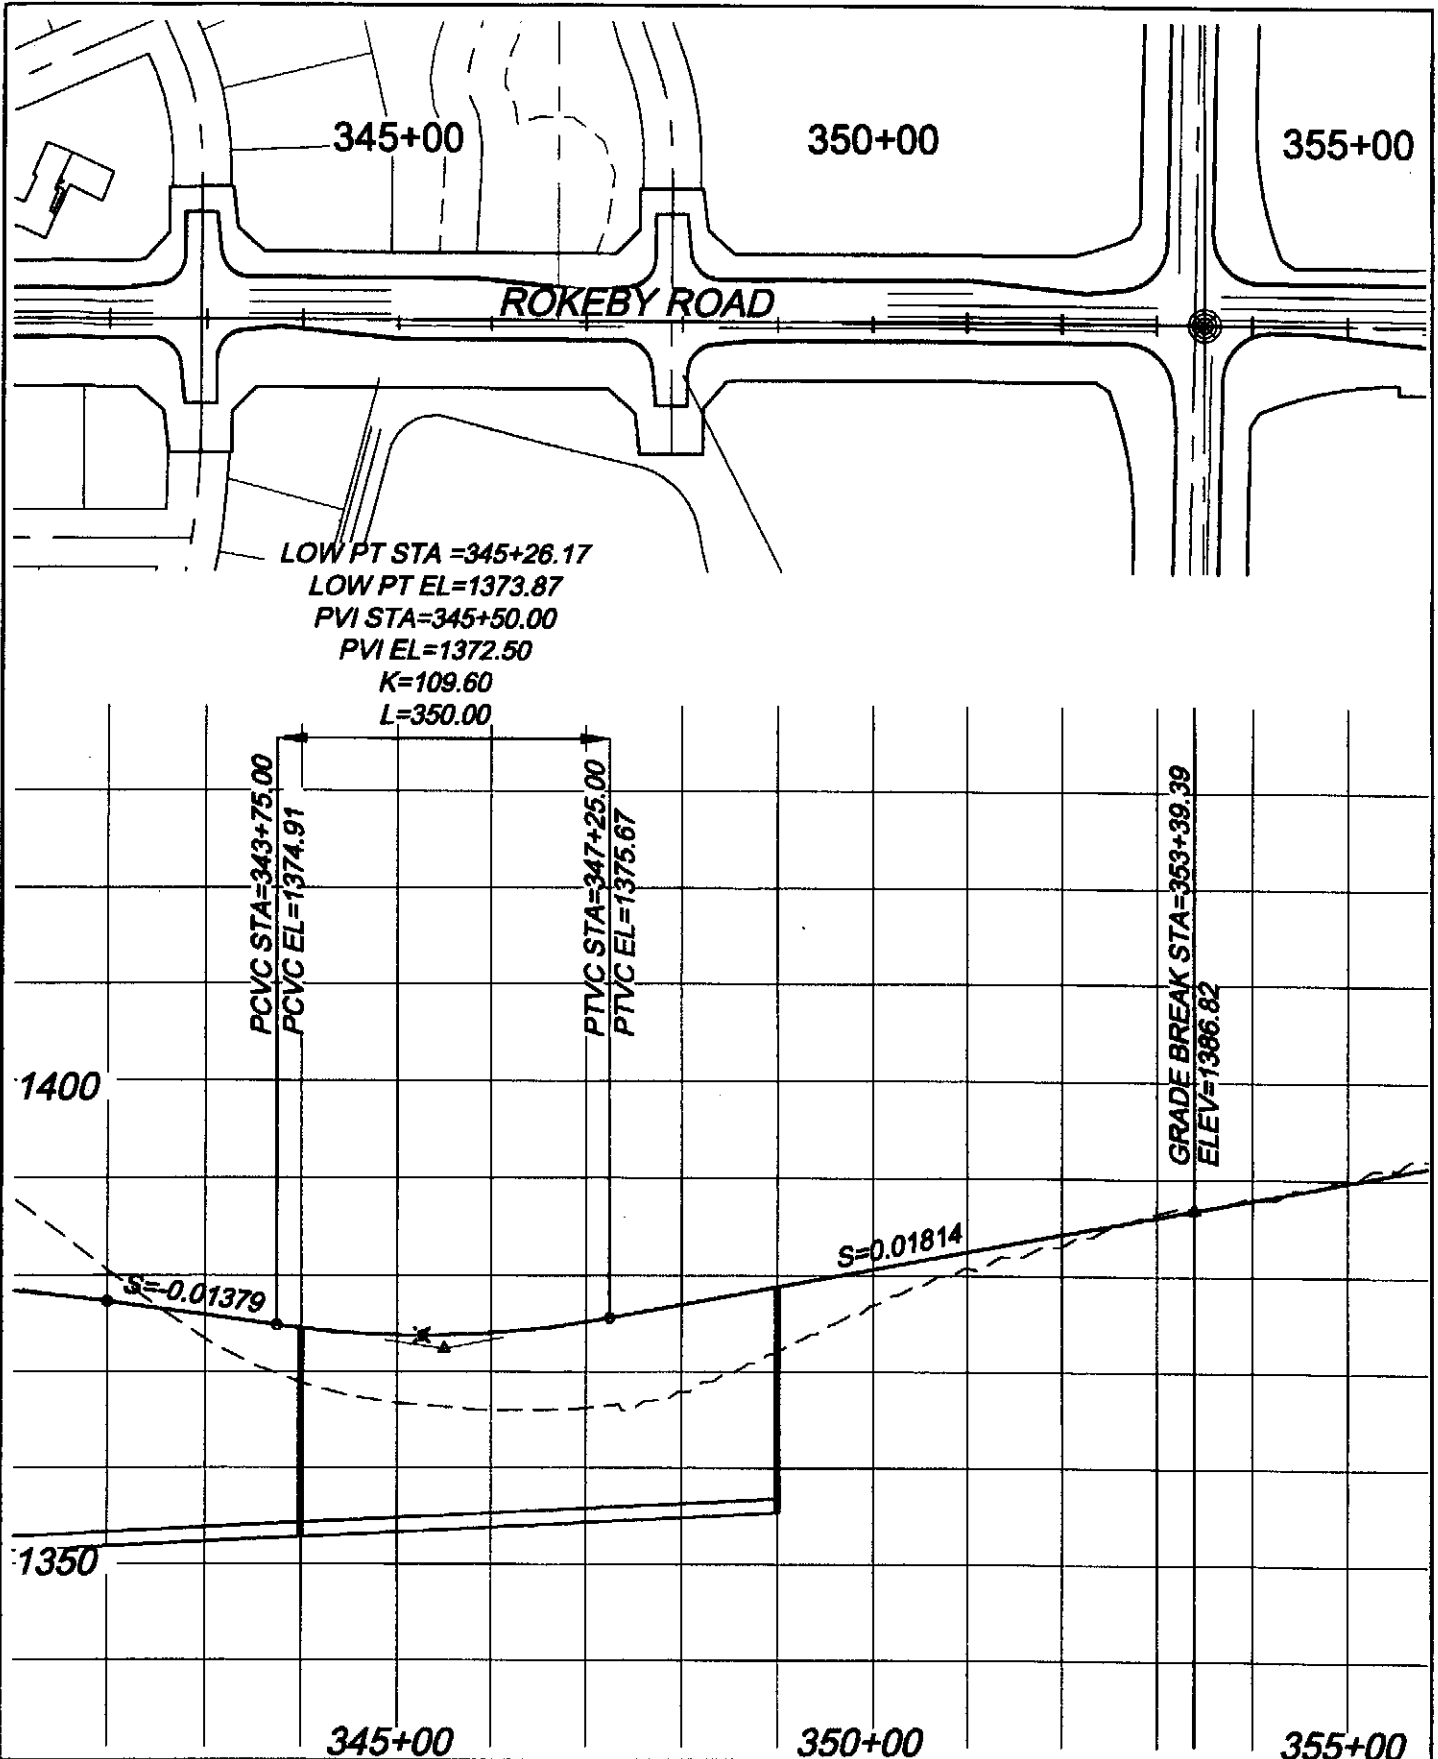 345+00
350+00
355+00
ROKEBY ROAD
LOW PT STA =345+26.17
LOW PT EL=1373.87
PVI STA=345+50.00
PVI EL=1372.50
K=109.60
L=350.00
PCVC STA=343+75.00
PCVC EL=1374.91
PTVC STA=347+25.00
PTVC EL=1375.67
GRADE BREAK STA=353+39.39
ELEV=1386.82
1400
S=-0.01379
S=0.01814
1350
345+00
350+00
355+00